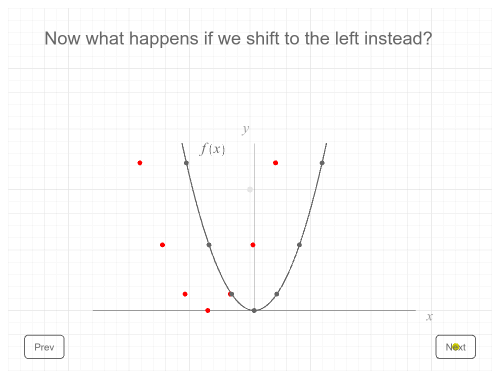 Now what happens if we shift to the left instead?
y
f(x)
x
Prev
Next